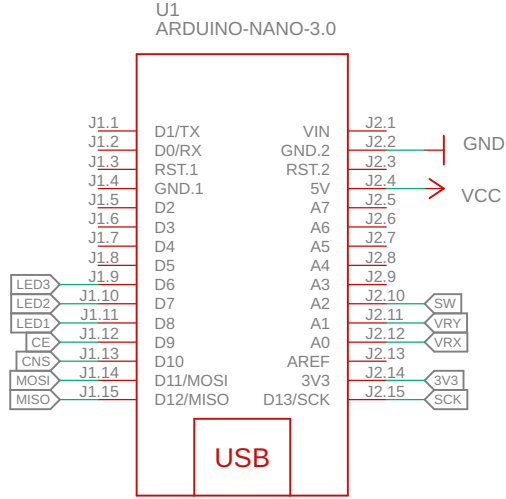 U1
ARDUINO-NANO-3.0
J1.1 D1/TX VIN J2.1
J1.2 D0/RX GND.2 J2.2 GND
J1.3 RST.1 RST.2 J2.3
J1.4 GND.1 5V J2.4 VCC
J1.5 D2 A7 J2.5
J1.6 D3 A6 J2.6
J1.7 D4 A5 J2.7
J1.8 D5 A4 J2.8
LED3 J1.9 D6 A3 J2.9
LED2 J1.10 D7 A2 J2.10 SW
LED1 J1.11 D8 A1 J2.11 VRY
CE J1.12 D9 A0 J2.12 VRX
CNS J1.13 D10 AREF J2.13
MOSI J1.14 D11/MOSI 3V3 J2.14 3V3
MISO J1.15 D12/MISO D13/SCK J2.15 SCK
USB